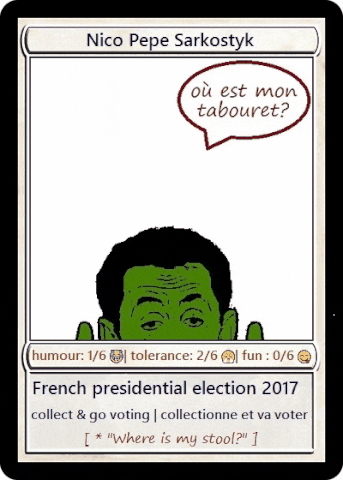 Nico Pepe Sarkostyk
où est mon
tabouret?
humour: 1/6 | tolerance: 2/6 | fun : 0/6
French presidential election 2017
collect & go voting | collectionne et va voter
[ * "Where is my stool?" ]